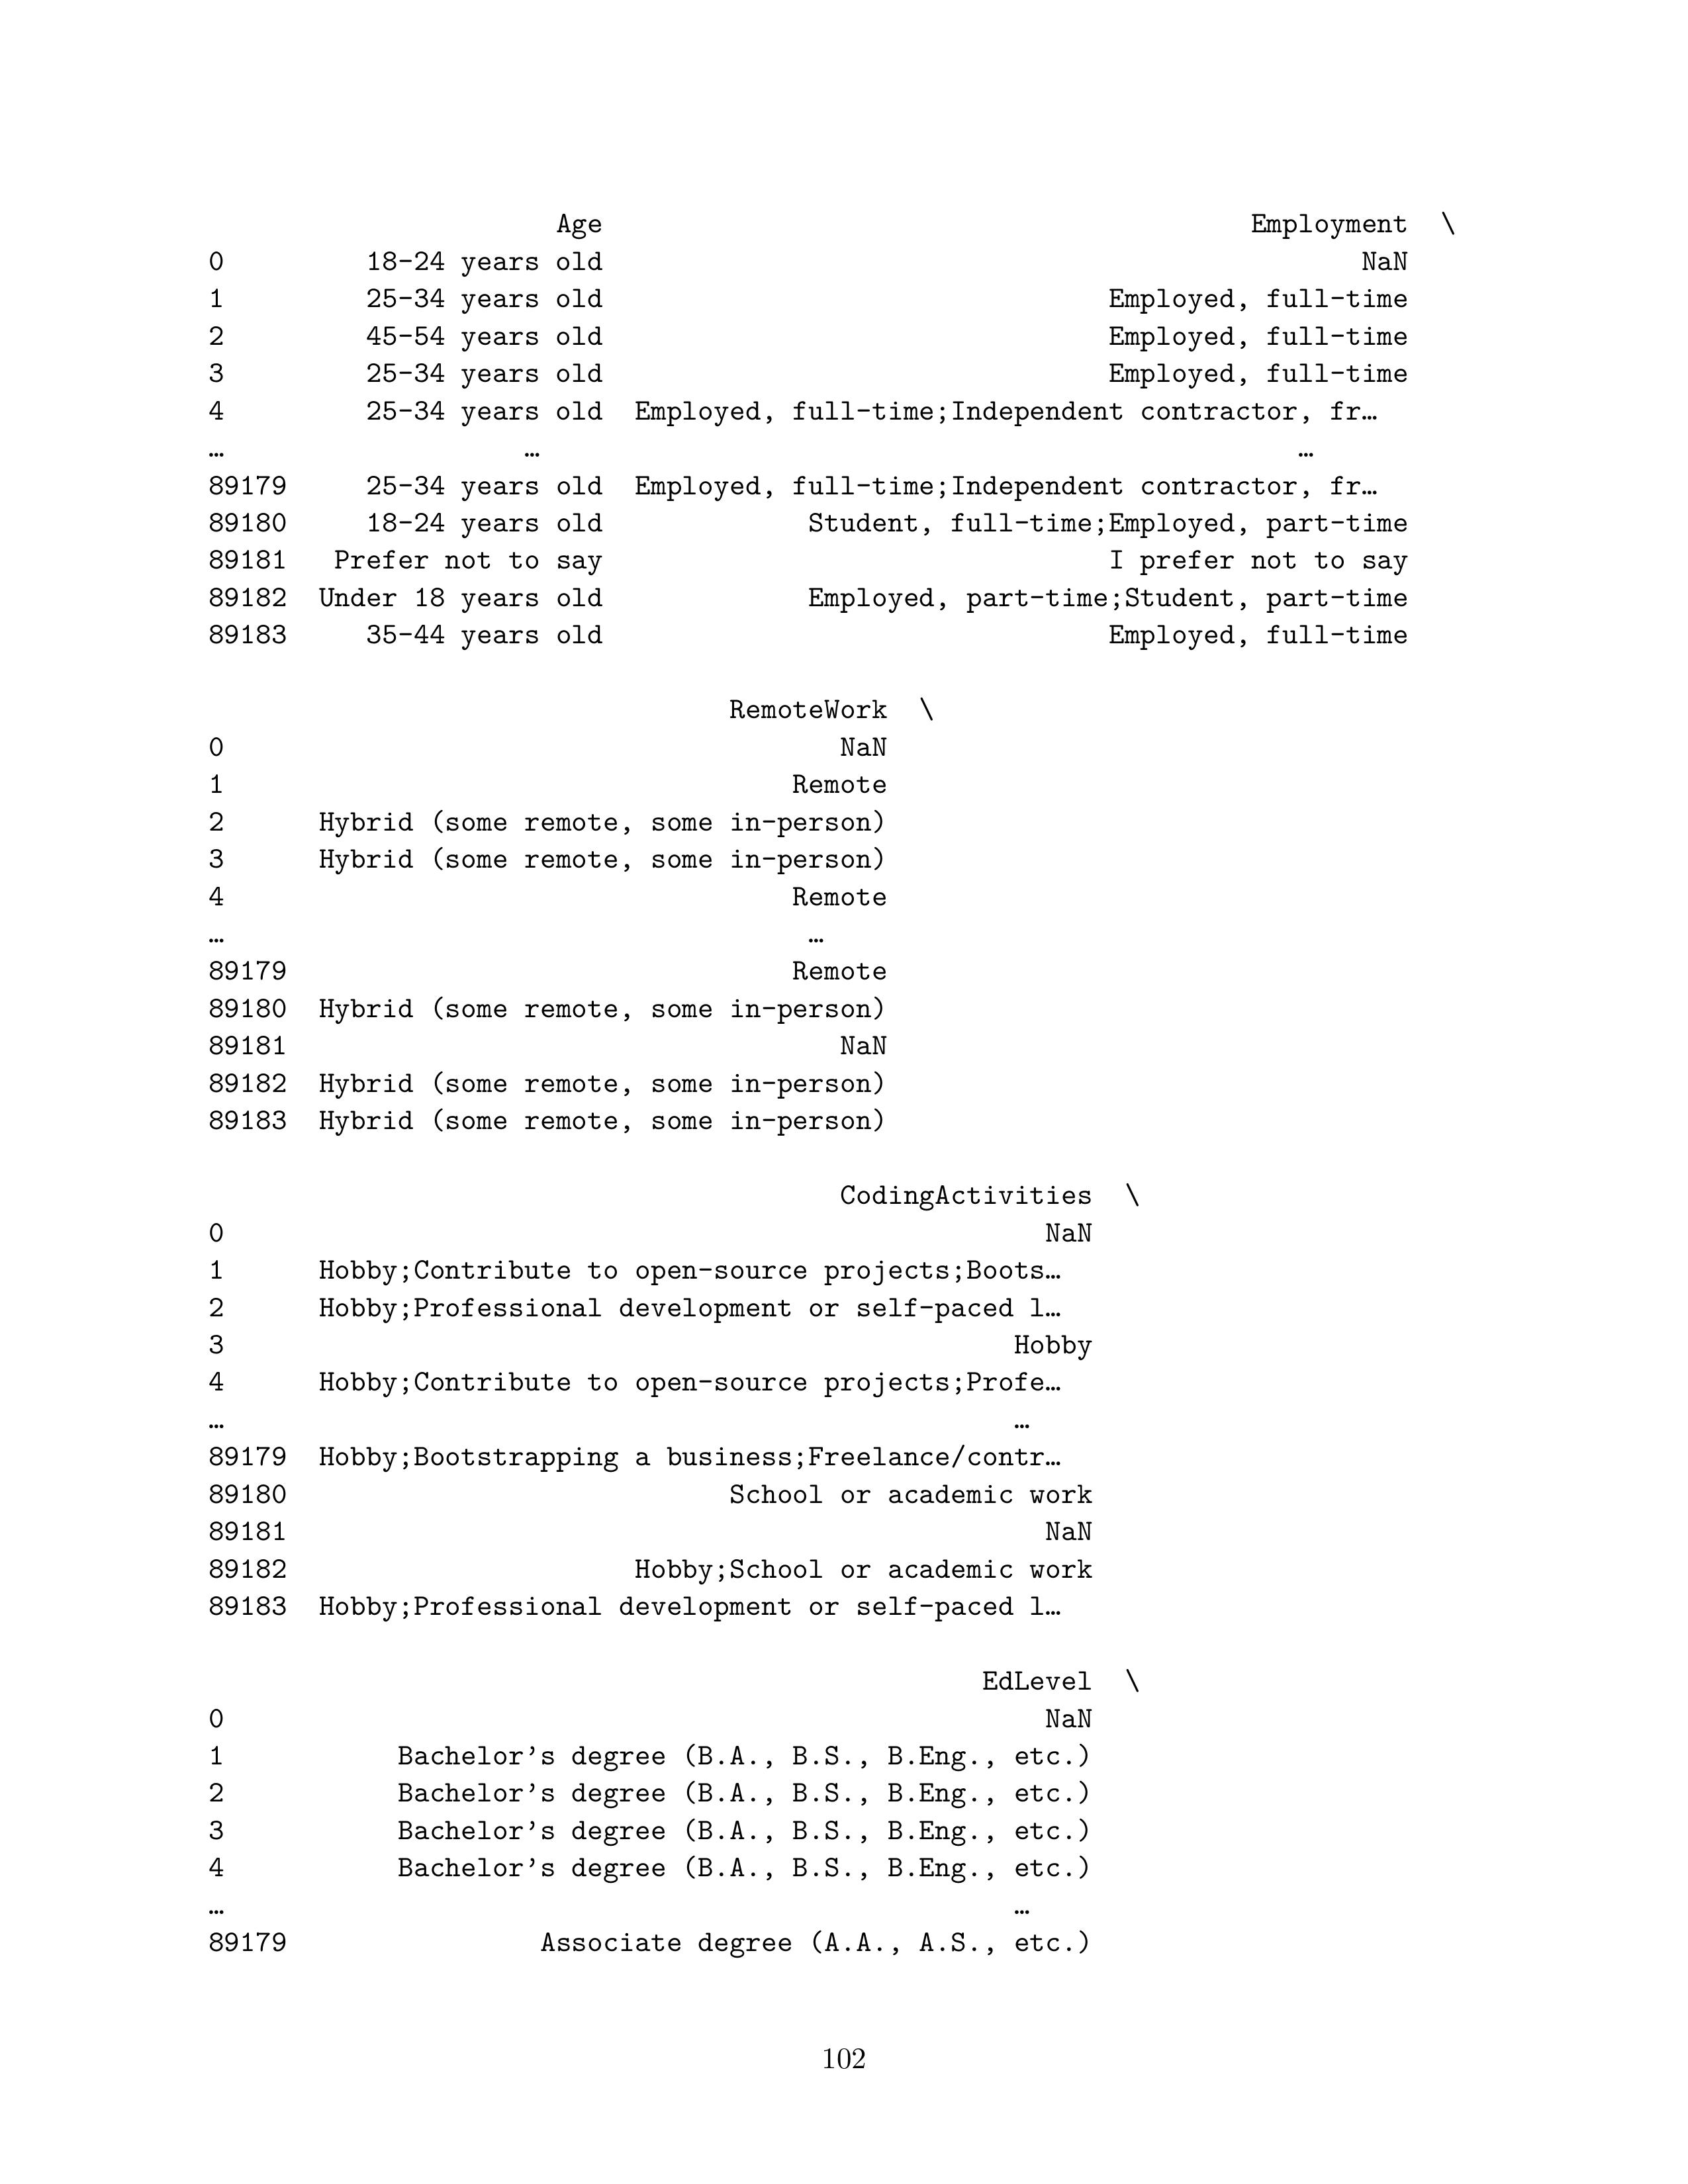 Age Employment \
0 18-24 years old NaN
1 25-34 years old Employed, full-time
2 45-54 years old Employed, full-time
3 25-34 years old Employed, full-time
4 25-34 years old Employed, full-time;Independent contractor, fr…
… … …
89179 25-34 years old Employed, full-time;Independent contractor, fr…
89180 18-24 years old Student, full-time;Employed, part-time
89181 Prefer not to say I prefer not to say
89182 Under 18 years old Employed, part-time;Student, part-time
89183 35-44 years old Employed, full-time
RemoteWork \
0 NaN
1 Remote
2 Hybrid (some remote, some in-person)
3 Hybrid (some remote, some in-person)
4 Remote
… …
89179 Remote
89180 Hybrid (some remote, some in-person)
89181 NaN
89182 Hybrid (some remote, some in-person)
89183 Hybrid (some remote, some in-person)
CodingActivities \
0 NaN
1 Hobby;Contribute to open-source projects;Boots…
2 Hobby;Professional development or self-paced l…
3 Hobby
4 Hobby;Contribute to open-source projects;Profe…
… …
89179 Hobby;Bootstrapping a business;Freelance/contr…
89180 School or academic work
89181 NaN
89182 Hobby;School or academic work
89183 Hobby;Professional development or self-paced l…
EdLevel \
0 NaN
1 Bachelor’s degree (B.A., B.S., B.Eng., etc.)
2 Bachelor’s degree (B.A., B.S., B.Eng., etc.)
3 Bachelor’s degree (B.A., B.S., B.Eng., etc.)
4 Bachelor’s degree (B.A., B.S., B.Eng., etc.)
… …
89179 Associate degree (A.A., A.S., etc.)
102